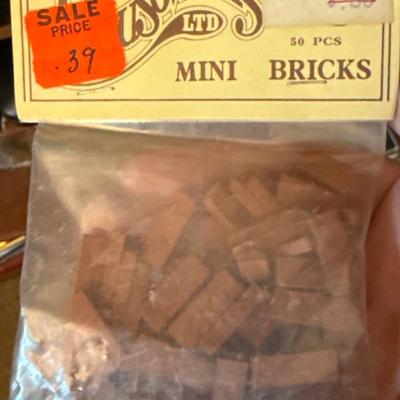 SALE
PRICE
.39
LTD
50 PCS
MINI BRICKS